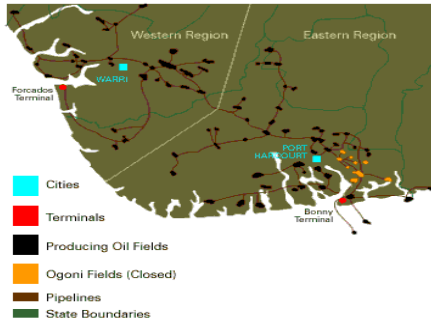 Western Region
Eastern Region
WARRI
Forcados
Terminal
PORT
HARCOURT
Bonny
Terminal
Cities
Terminals
Producing Oil Fields
Ogoni Fields (Closed)
Pipelines
State Boundaries